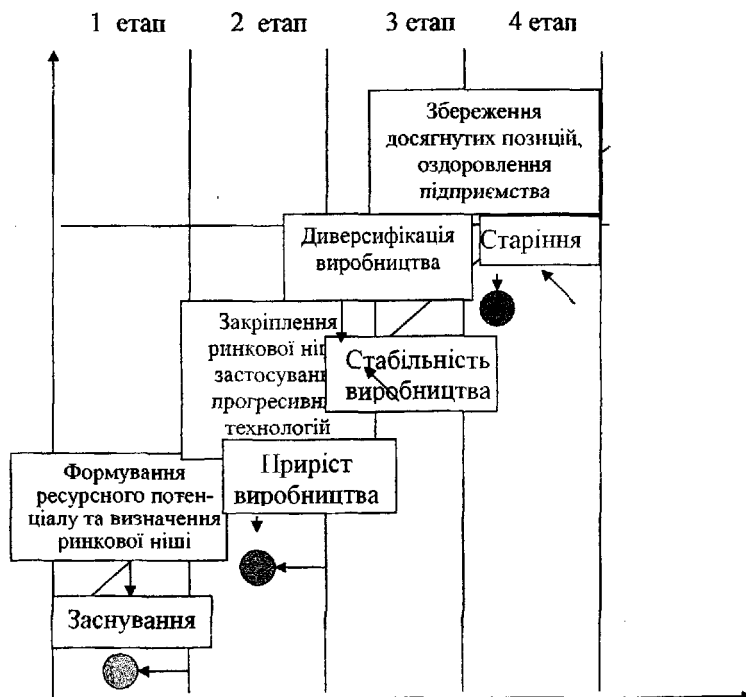 1 етап 2 етап 3 етап 4 етап
Збереження
досягнутих позицій,
оздоровлення
підприємства
Диверсифікація
виробництва
Старіння
Закріплення
ринкової
застосуван
прогресивн
технологій
Стабільність
виробництва
Приріст
виробництва
Формування
ресурсного потен-
ціалу та визначення
ринкової ніші
Заснування